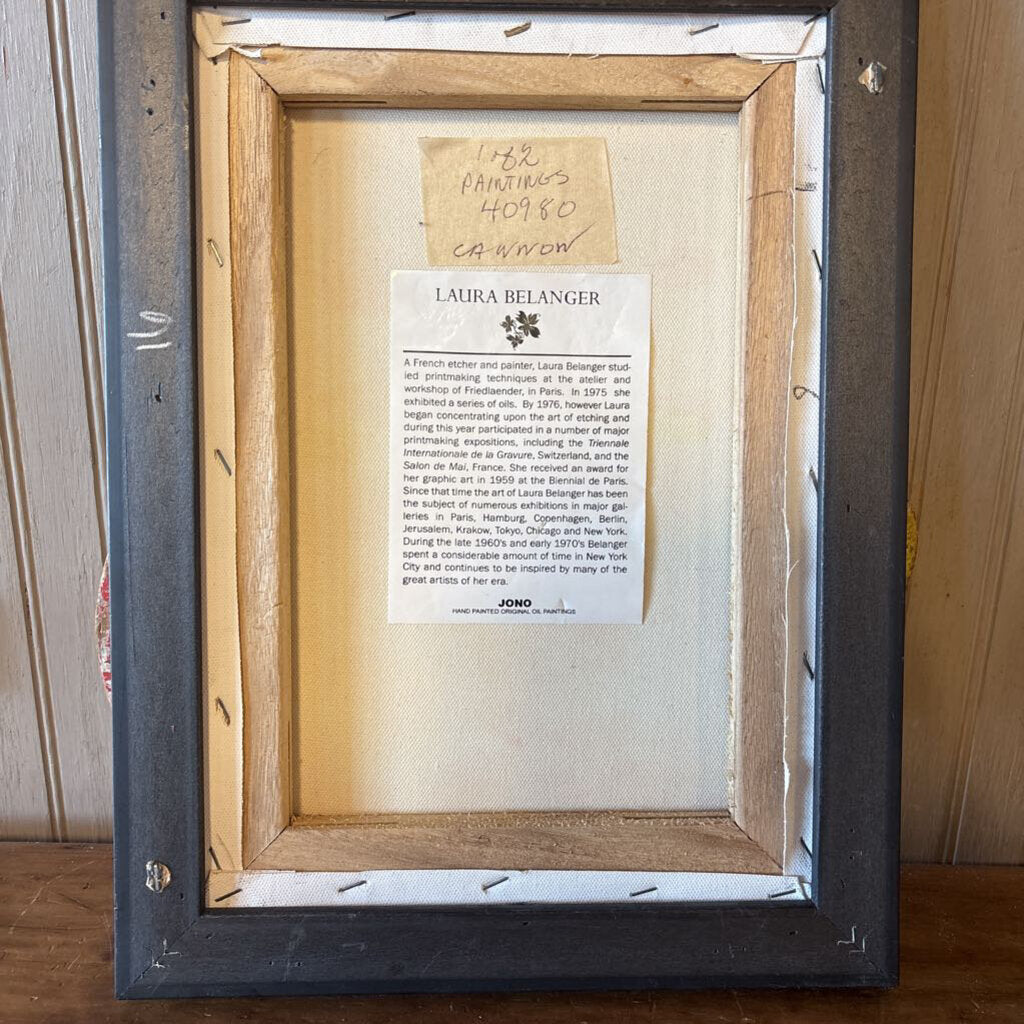 1 of 2
PAINTINGS
40980
CANNON
LAURA BELANGER
A French etcher and painter, Laura Belanger stud-
ied printmaking techniques at the atelier and
workshop of Friedlaender, in Paris. In 1975 she
exhibited a series of oils. By 1976, however Laura
began concentrating upon the art of etching and
during this year participated in a number of major
printmaking expositions, including the Triennale
Internationale de la Gravure, Switzerland, and the
Salon de Mai, France. She received an award for
her graphic art in 1959 at the Biennial de Paris.
Since that time the art of Laura Belanger has been
the subject of numerous exhibitions in major gal-
leries in Paris, Hamburg, Copenhagen, Berlin,
Jerusalem, Krakow, Tokyo, Chicago and New York.
During the late 1960's and early 1970's Belanger
spent a considerable amount of time in New York
City and continues to be inspired by many of the
great artists of her era.
JONO
HAND PAINTED ORIGINAL OIL PAINTINGS